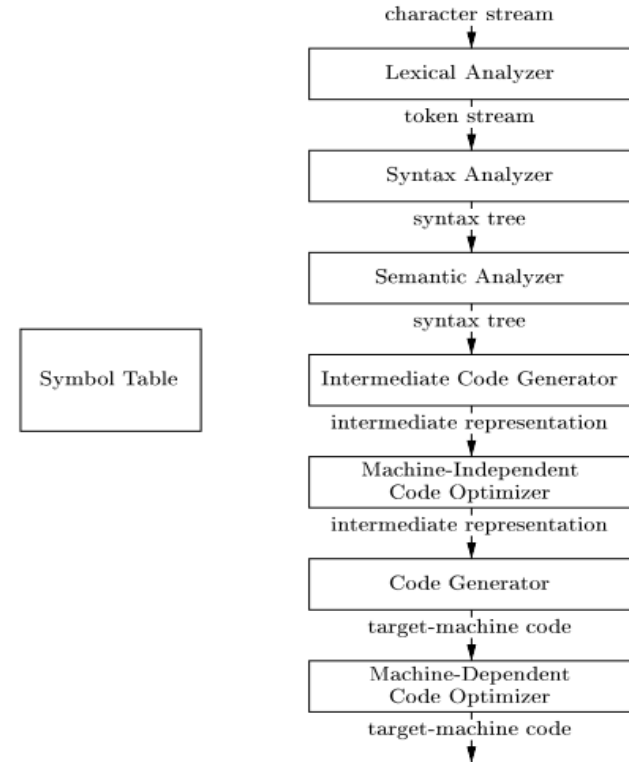 character stream
Lexical Analyzer
token stream
Syntax Analyzer
syntax tree
Semantic Analyzer
syntax tree
Symbol Table
Intermediate Code Generator
intermediate representation
Machine-Independent
Code Optimizer
intermediate representation
Code Generator
target-machine code
Machine-Dependent
Code Optimizer
target-machine code